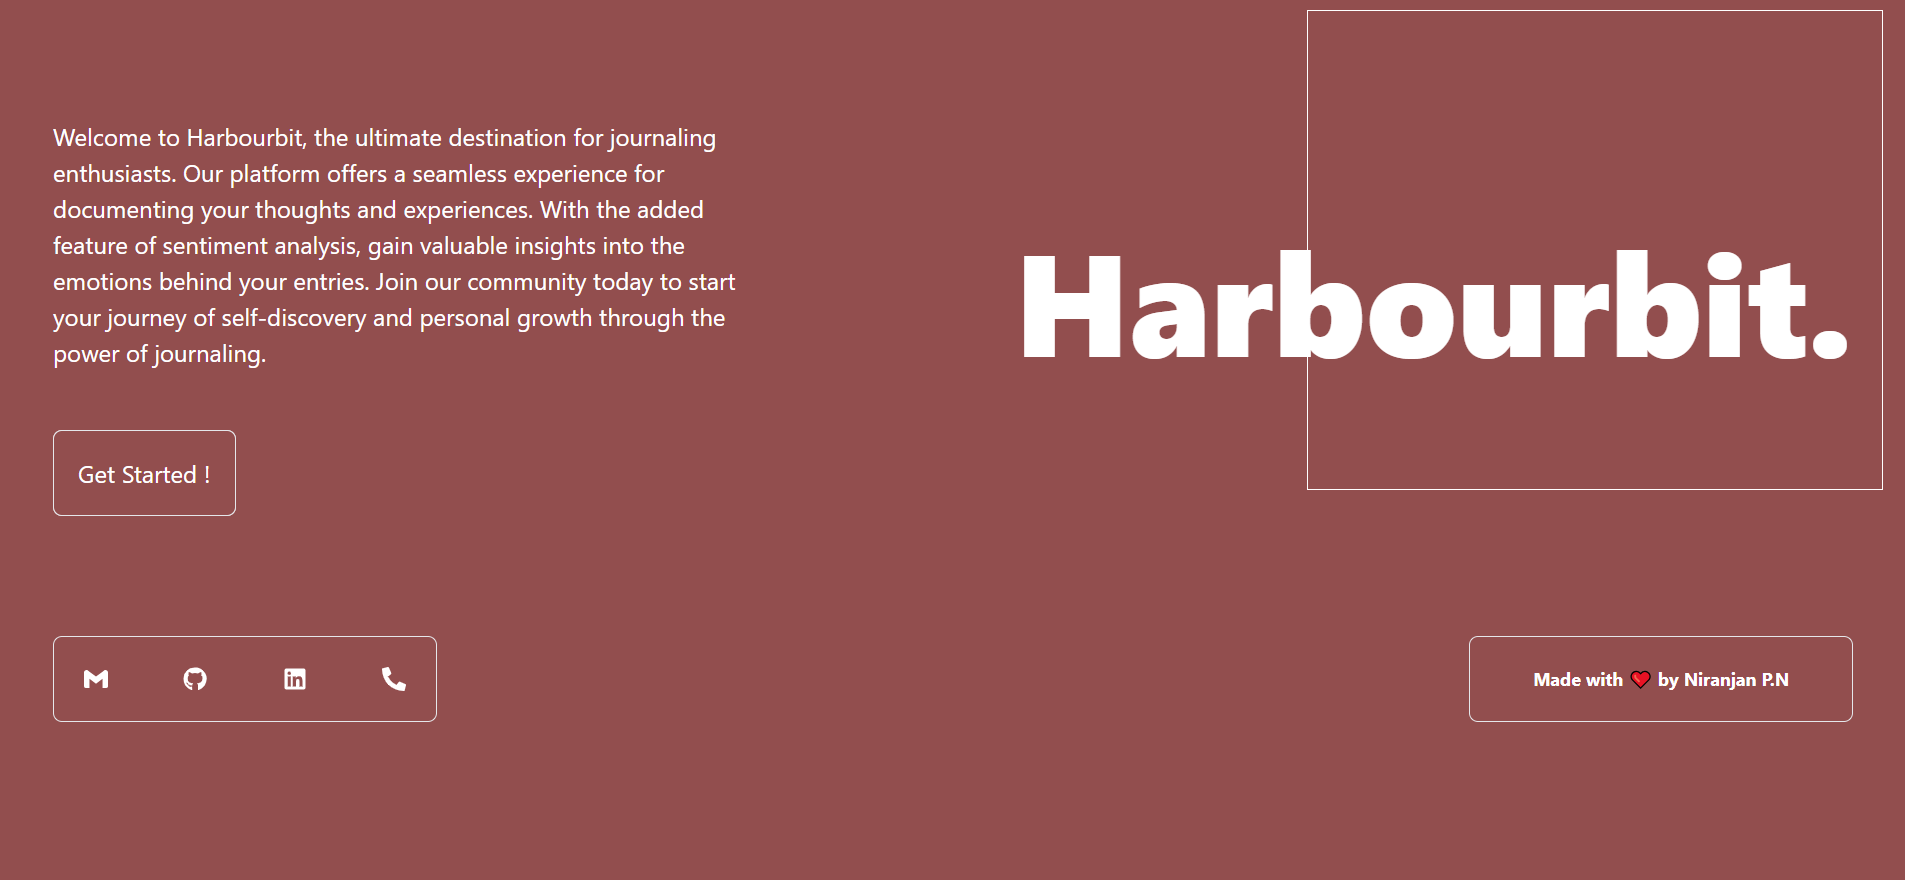 Welcome to Harbourbit, the ultimate destination for journaling
enthusiasts. Our platform offers a seamless experience for
documenting your thoughts and experiences. With the added
feature of sentiment analysis, gain valuable insights into the
emotions behind your entries. Join our community today to start
your journey of self-discovery and personal growth through the
power of journaling.
Harbourbit.
Get Started !
Made with ❤️ by Niranjan P.N